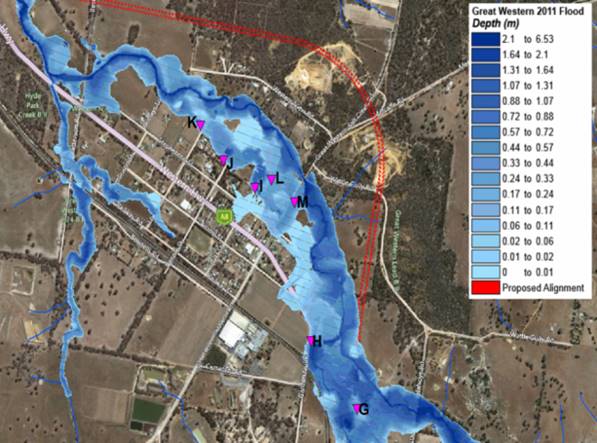 Great Western 2011 Flood
Depth (m)
2.1 to 6.53
1.64 to 2.1
1.31 to 1.64
1.07 to 1.31
0.88 to 1.07
0.72 to 0.88
0.57 to 0.72
0.44 to 0.57
0.33 to 0.44
0.24 to 0.33
0.17 to 0.24
0.11 to 0.17
0.06 to 0.11
0.02 to 0.06
0.01 to 0.02
0 to 0.01
Proposed Alignment
Hyde
Park
Creek B V
K
J
I
L
M
A8
H
G